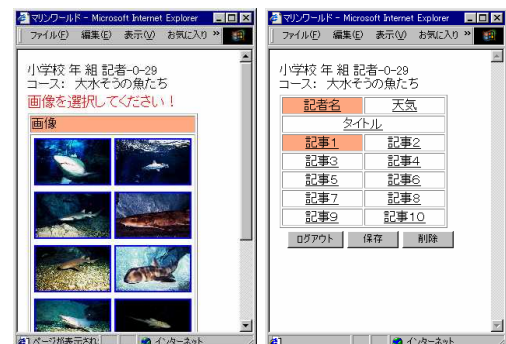 マリンワールド - Microsoft Internet Explorer
ファイル(F) 編集(E) 表示(V) お気に入り »
小学校 年 組 記者-0-29
コース： 大水そうの魚たち
画像を選択してください！
画像
ページが表示され
インターネット
マリンワールド - Microsoft Internet Explorer
ファイル(F) 編集(E) 表示(V) お気に入り »
小学校 年 組 記者-0-29
コース： 大水そうの魚たち
記者名 天気
タイトル
記事1 記事2
記事3 記事4
記事5 記事6
記事7 記事8
記事9 記事10
ログアウト 保存 削除
インターネット